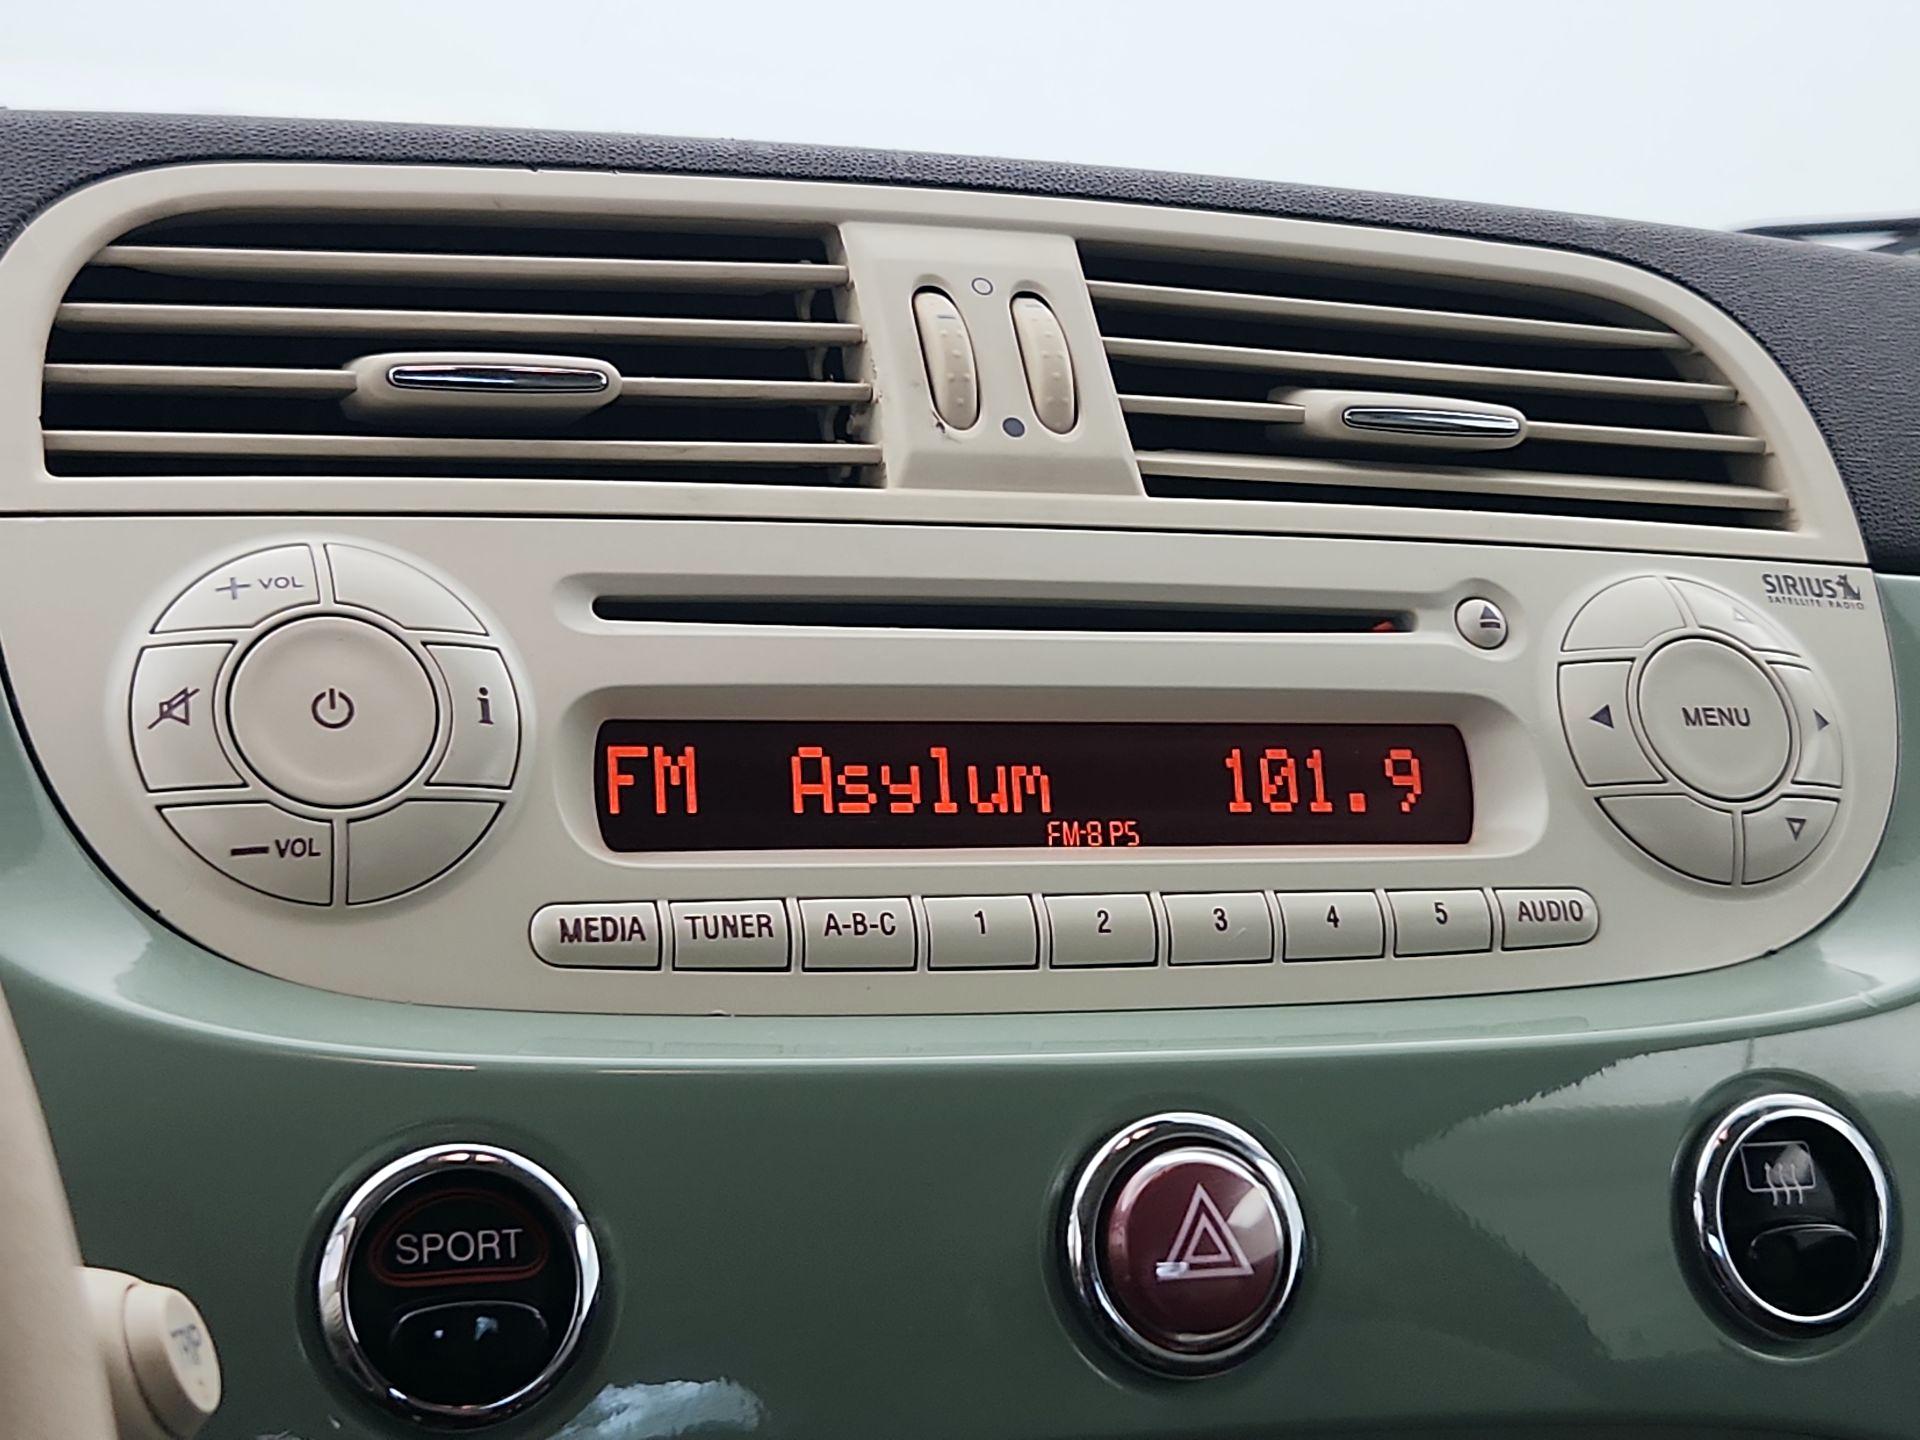 + VOL
i
- VOL
SIRIUS
SATELLITE RADIO
MENU
FM Asylum 101.9
FM-8 PS
MEDIA TUNER A-B-C 1 2 3 4 5 AUDIO
SPORT